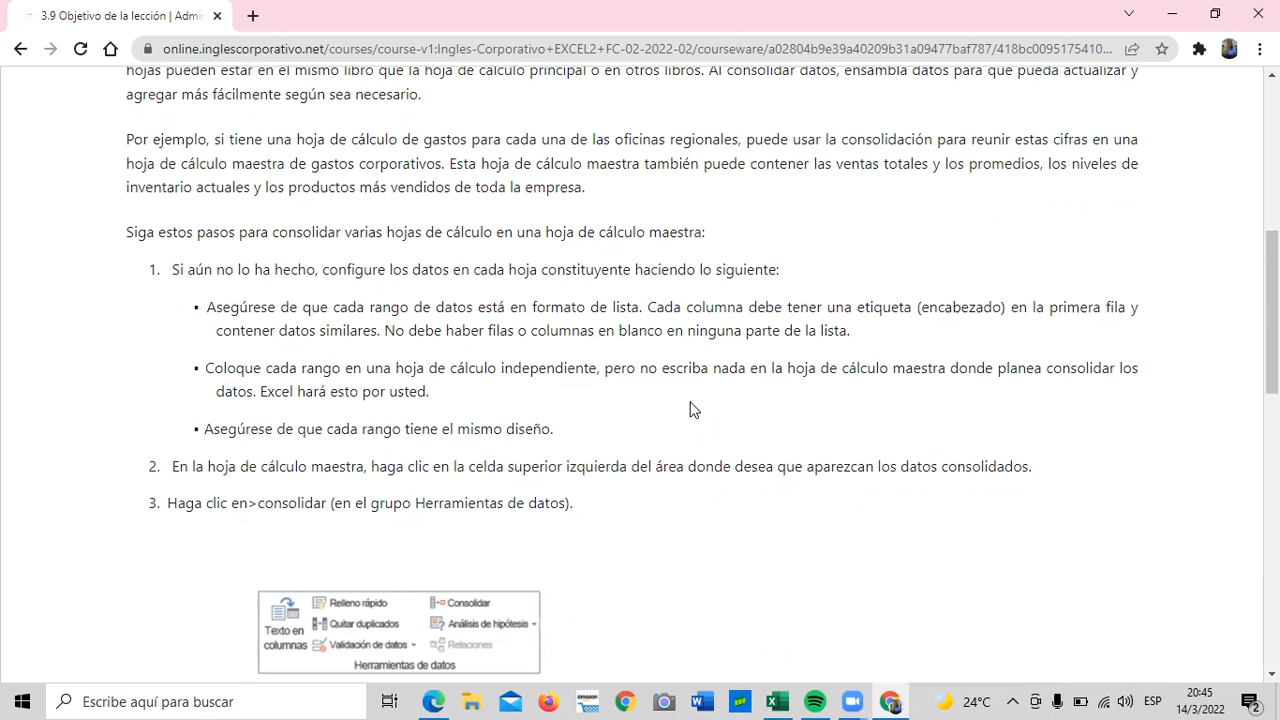 3.9 Objetivo de la lección | Admin
online.inglescorporativo.net/courses/course-v1:Ingles-Corporativo+EXCEL2+FC-02-2022-02/courseware/a02804b9e39a40209b31a09477baf787/418bc0095175410...
hojas pueden estar en el mismo libro que la hoja de cálculo principal o en otros libros. Al consolidar datos, ensambla datos para que pueda actualizar y
agregar más fácilmente según sea necesario.
Por ejemplo, si tiene una hoja de cálculo de gastos para cada una de las oficinas regionales, puede usar la consolidación para reunir estas cifras en una
hoja de cálculo maestra de gastos corporativos. Esta hoja de cálculo maestra también puede contener las ventas totales y los promedios, los niveles de
inventario actuales y los productos más vendidos de toda la empresa.
Siga estos pasos para consolidar varias hojas de cálculo en una hoja de cálculo maestra:
1. Si aún no lo ha hecho, configure los datos en cada hoja constituyente haciendo lo siguiente:
▪ Asegúrese de que cada rango de datos está en formato de lista. Cada columna debe tener una etiqueta (encabezado) en la primera fila y
contener datos similares. No debe haber filas o columnas en blanco en ninguna parte de la lista.
▪ Coloque cada rango en una hoja de cálculo independiente, pero no escriba nada en la hoja de cálculo maestra donde planea consolidar los
datos. Excel hará esto por usted.
▪ Asegúrese de que cada rango tiene el mismo diseño.
2. En la hoja de cálculo maestra, haga clic en la celda superior izquierda del área donde desea que aparezcan los datos consolidados.
3. Haga clic en>consolidar (en el grupo Herramientas de datos).
Texto en
columnas
Relleno rápido
Quitar duplicados
Validación de datos
Consolidar
Análisis de hipótesis
Relaciones
Herramientas de datos
Escribe aquí para buscar
amazon
24°C
ESP
20:45
14/3/2022
2